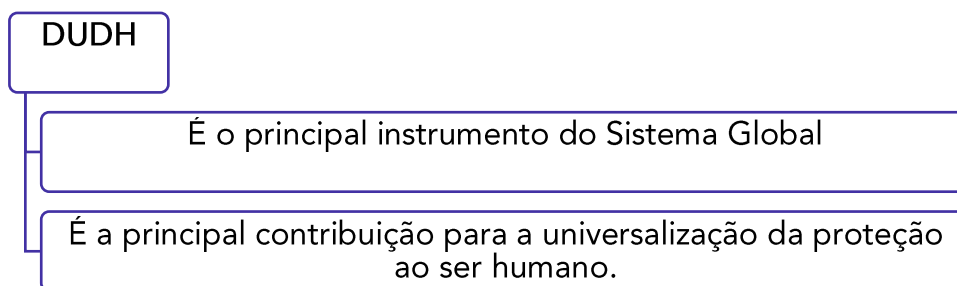 DUDH
É o principal instrumento do Sistema Global
É a principal contribuição para a universalização da proteção
ao ser humano.